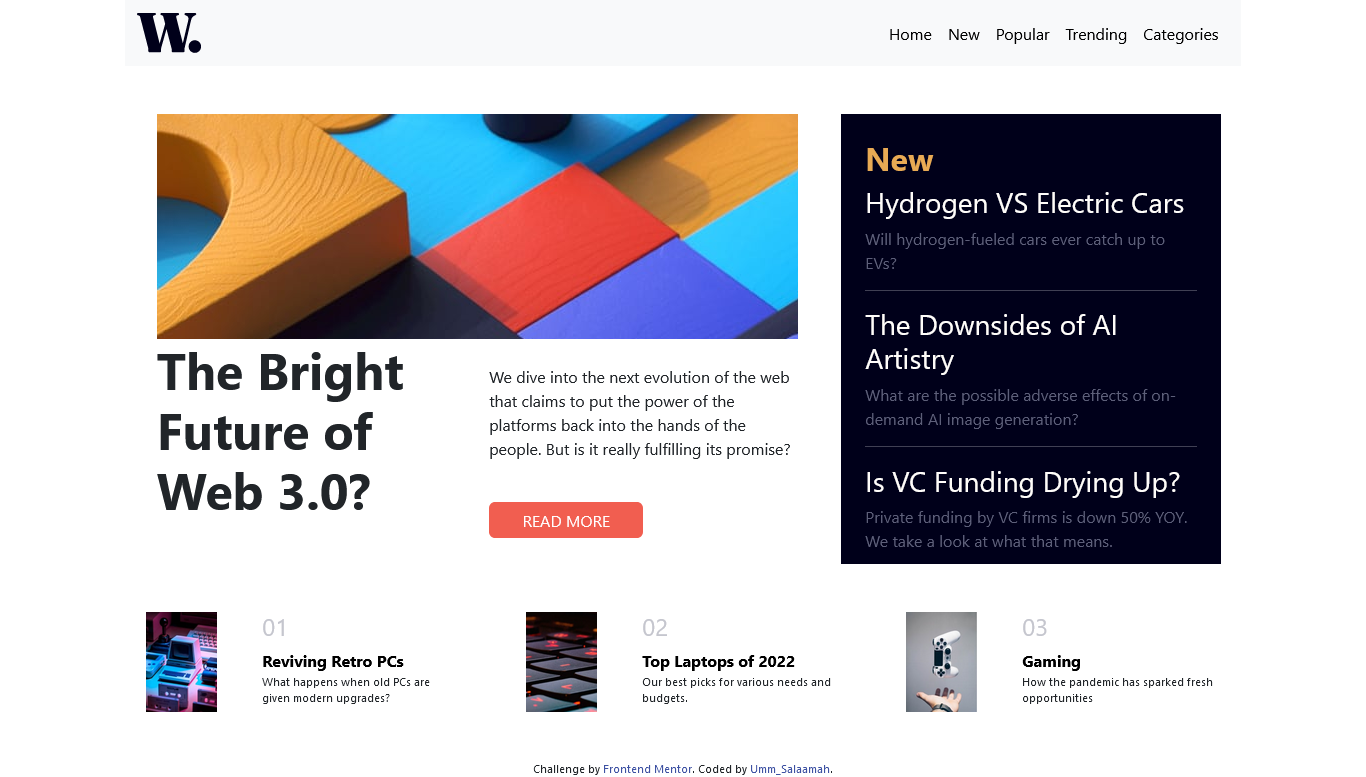 W.
Home New Popular Trending Categories
The Bright
Future of
Web 3.0?
We dive into the next evolution of the web
that claims to put the power of the
platforms back into the hands of the
people. But is it really fulfilling its promise?
READ MORE
New
Hydrogen VS Electric Cars
Will hydrogen-fueled cars ever catch up to
EVs?
The Downsides of AI
Artistry
What are the possible adverse effects of on-
demand AI image generation?
Is VC Funding Drying Up?
Private funding by VC firms is down 50% YOY.
We take a look at what that means.
01
Reviving Retro PCs
What happens when old PCs are
given modern upgrades?
02
Top Laptops of 2022
Our best picks for various needs and
budgets.
03
Gaming
How the pandemic has sparked fresh
opportunities
Challenge by Frontend Mentor. Coded by Umm_Salaamah.